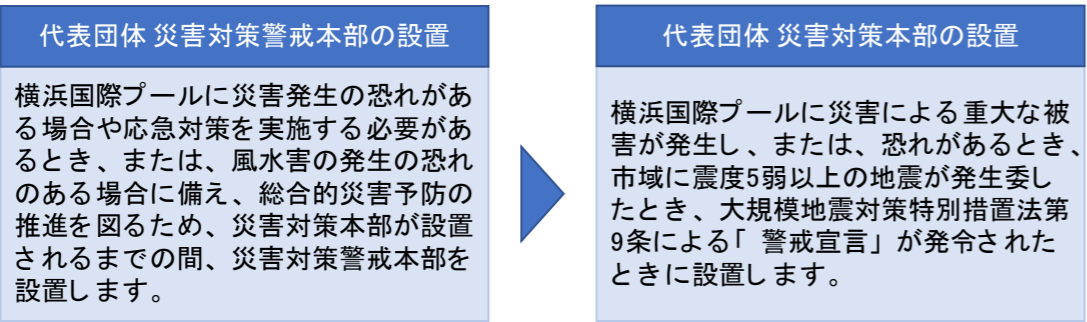 代表団体 災害対策警戒本部の設置
横浜国際プールに災害発生の恐れがあ
る場合や応急対策を実施する必要があ
るとき、または、風水害の発生の恐れ
のある場合に備え、総合的災害予防の
推進を図るため、災害対策本部が設置
されるまでの間、災害対策警戒本部を
設置します。
代表団体 災害対策本部の設置
横浜国際プールに災害による重大な被
害が発生し、または、恐れがあるとき、
市域に震度5弱以上の地震が発生委し
たとき、大規模地震対策特別措置法第
9条による「 警戒宣言」が発令された
ときに設置します。